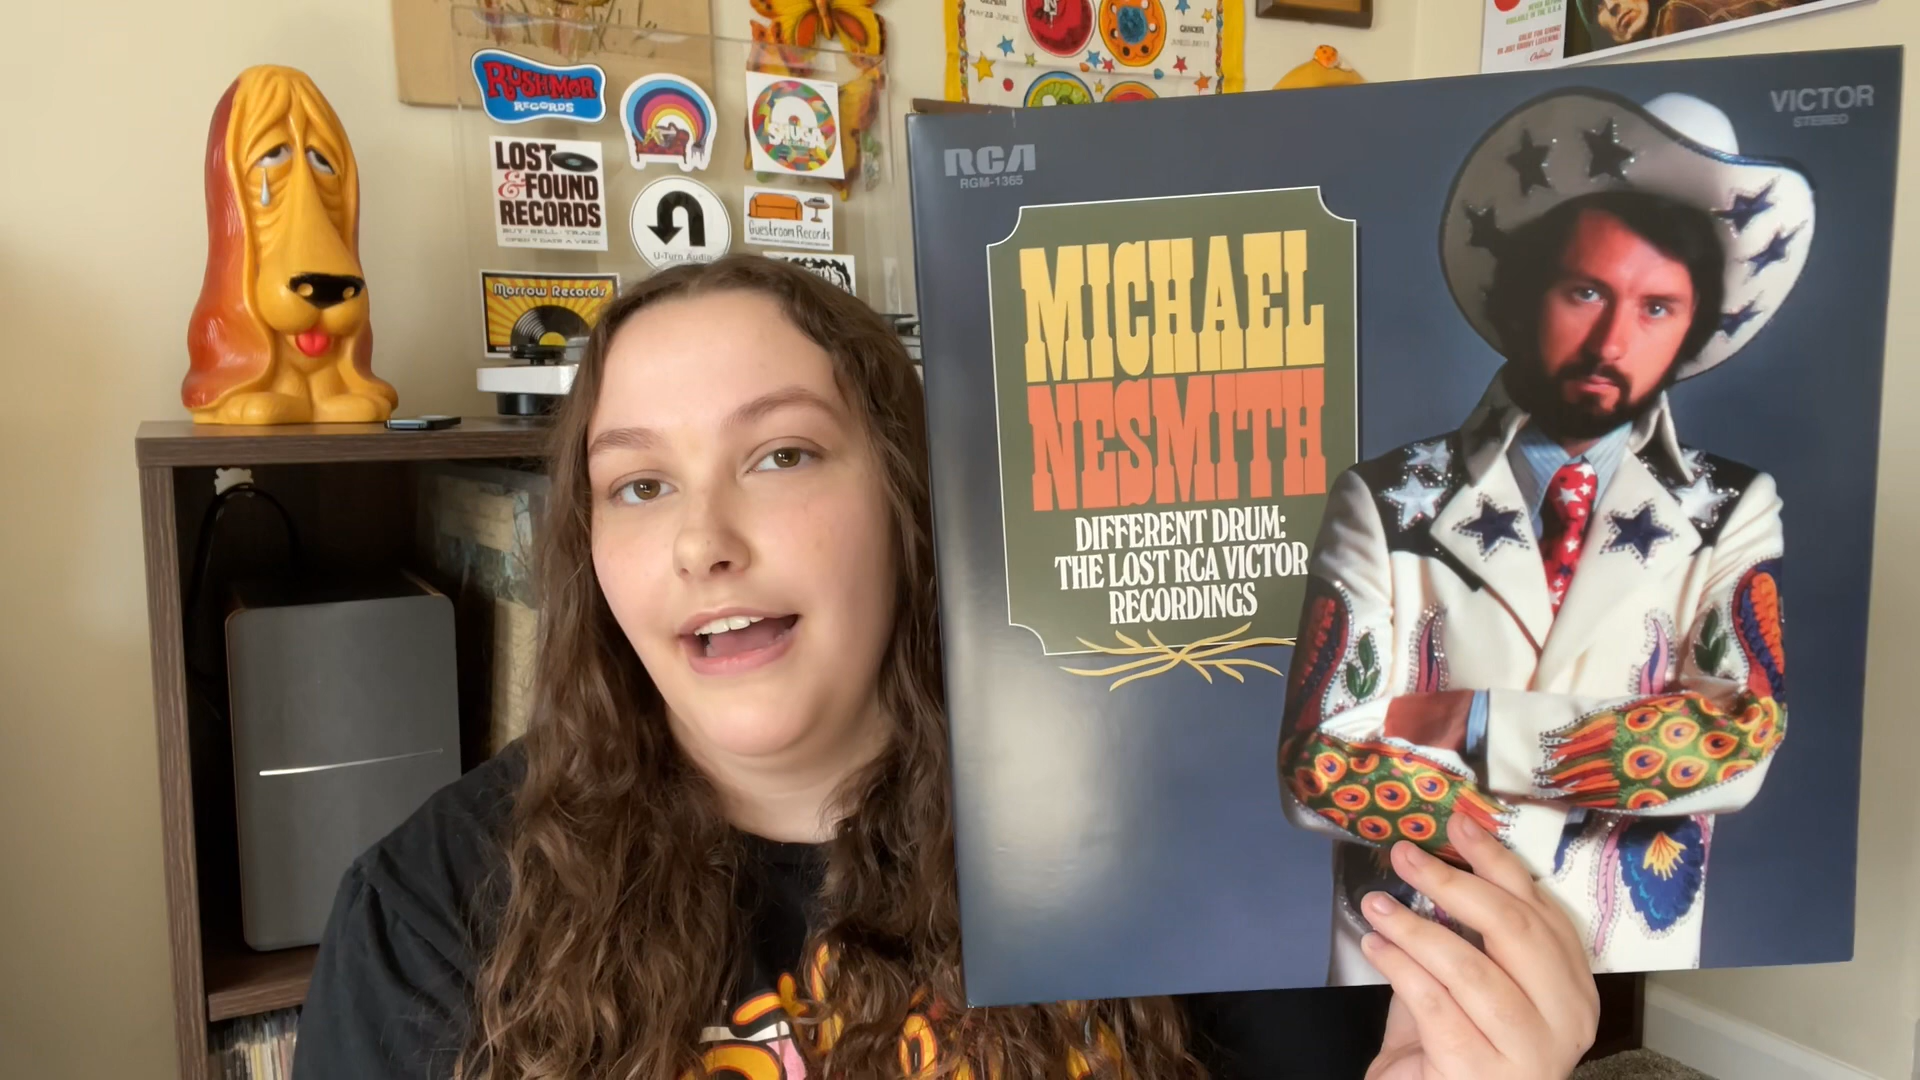 RUSHMOR
RECORDS
LOST
& FOUND
RECORDS
BUY · SELL · TRADE
OPEN 7 DAYS A WEEK
U-Turn Audio
Guestroom Records
Morrow Records
CANCER
RCA
RGM-1365
VICTOR
STEREO
MICHAEL
NESMITH
DIFFERENT DRUM:
THE LOST RCA VICTOR
RECORDINGS